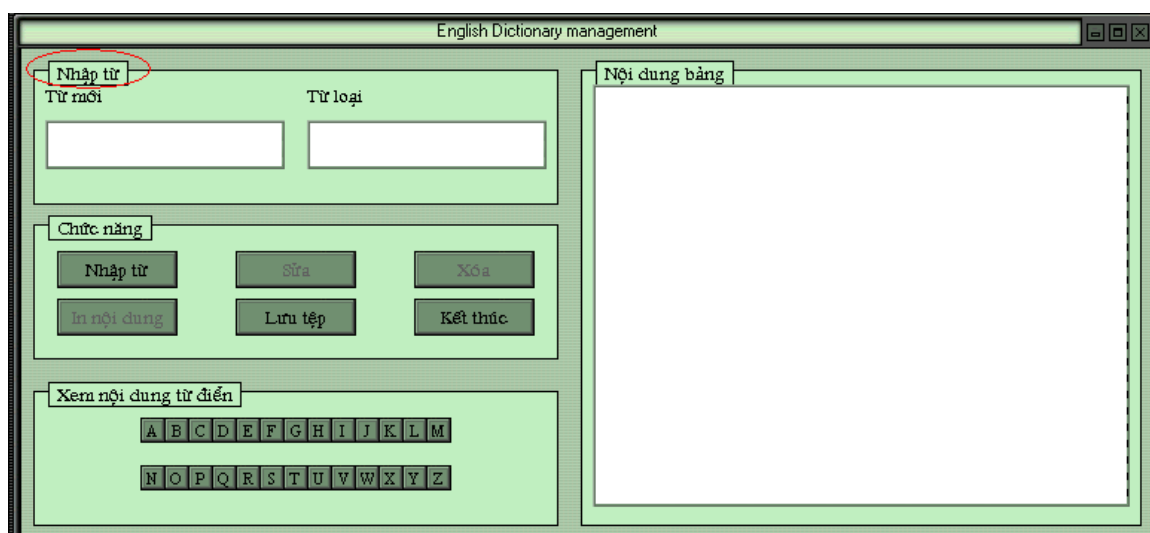 English Dictionary management
Nhập từ
Từ mới Từ loại
Chức năng
Nhập từ Sửa Xóa
In nội dung Lưu tệp Kết thúc
Xem nội dung từ điển
A B C D E F G H I J K L M
N O P Q R S T U V W X Y Z
Nội dung bảng